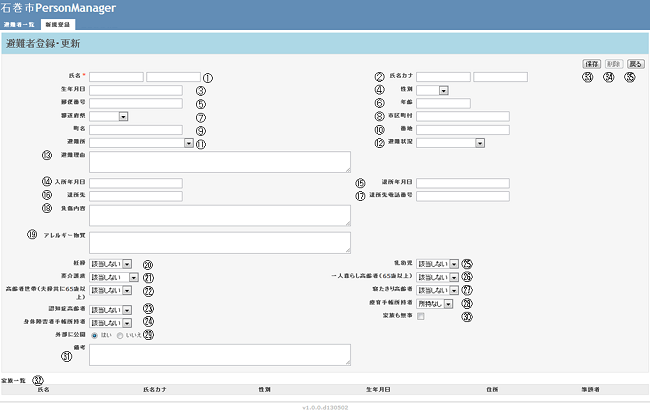 石巻市PersonManager
避難者一覧 新規登録
避難者登録・更新
保存 削除 戻る
㉝ ㉞ ㉟
氏名 * ① ② 氏名カナ
生年月日 ③ ④ 性別
郵便番号 ⑤ ⑥ 年齢
都道府県 ⑦ ⑧ 市区町村
町名 ⑨ ⑩ 番地
避難所 ⑪ ⑫ 避難状況
⑬ 避難理由
⑭ 入所年月日 ⑮ 退所年月日
⑯ 退所先 ⑰ 退所先電話番号
⑱ 負傷内容
⑲ アレルギー物質
妊婦 該当しない ⑳ 乳幼児 該当しない ㉕
要介護者 該当しない ㉑ 一人暮らし高齢者(65歳以上) 該当しない ㉖
高齢者世帯(夫婦共に65歳以上) 該当しない ㉒ 寝たきり高齢者 該当しない ㉗
認知症高齢者 該当しない ㉓ 療育手帳所持者 所持なし ㉘
身体障害者手帳所持者 該当しない ㉔ 家族も無事 ㉚
外部に公開 はい いいえ ㉙
備考
㉛
家族一覧 ㉜
氏名 氏名カナ 性別 生年月日 住所 筆頭者
v1.0.0.d130502